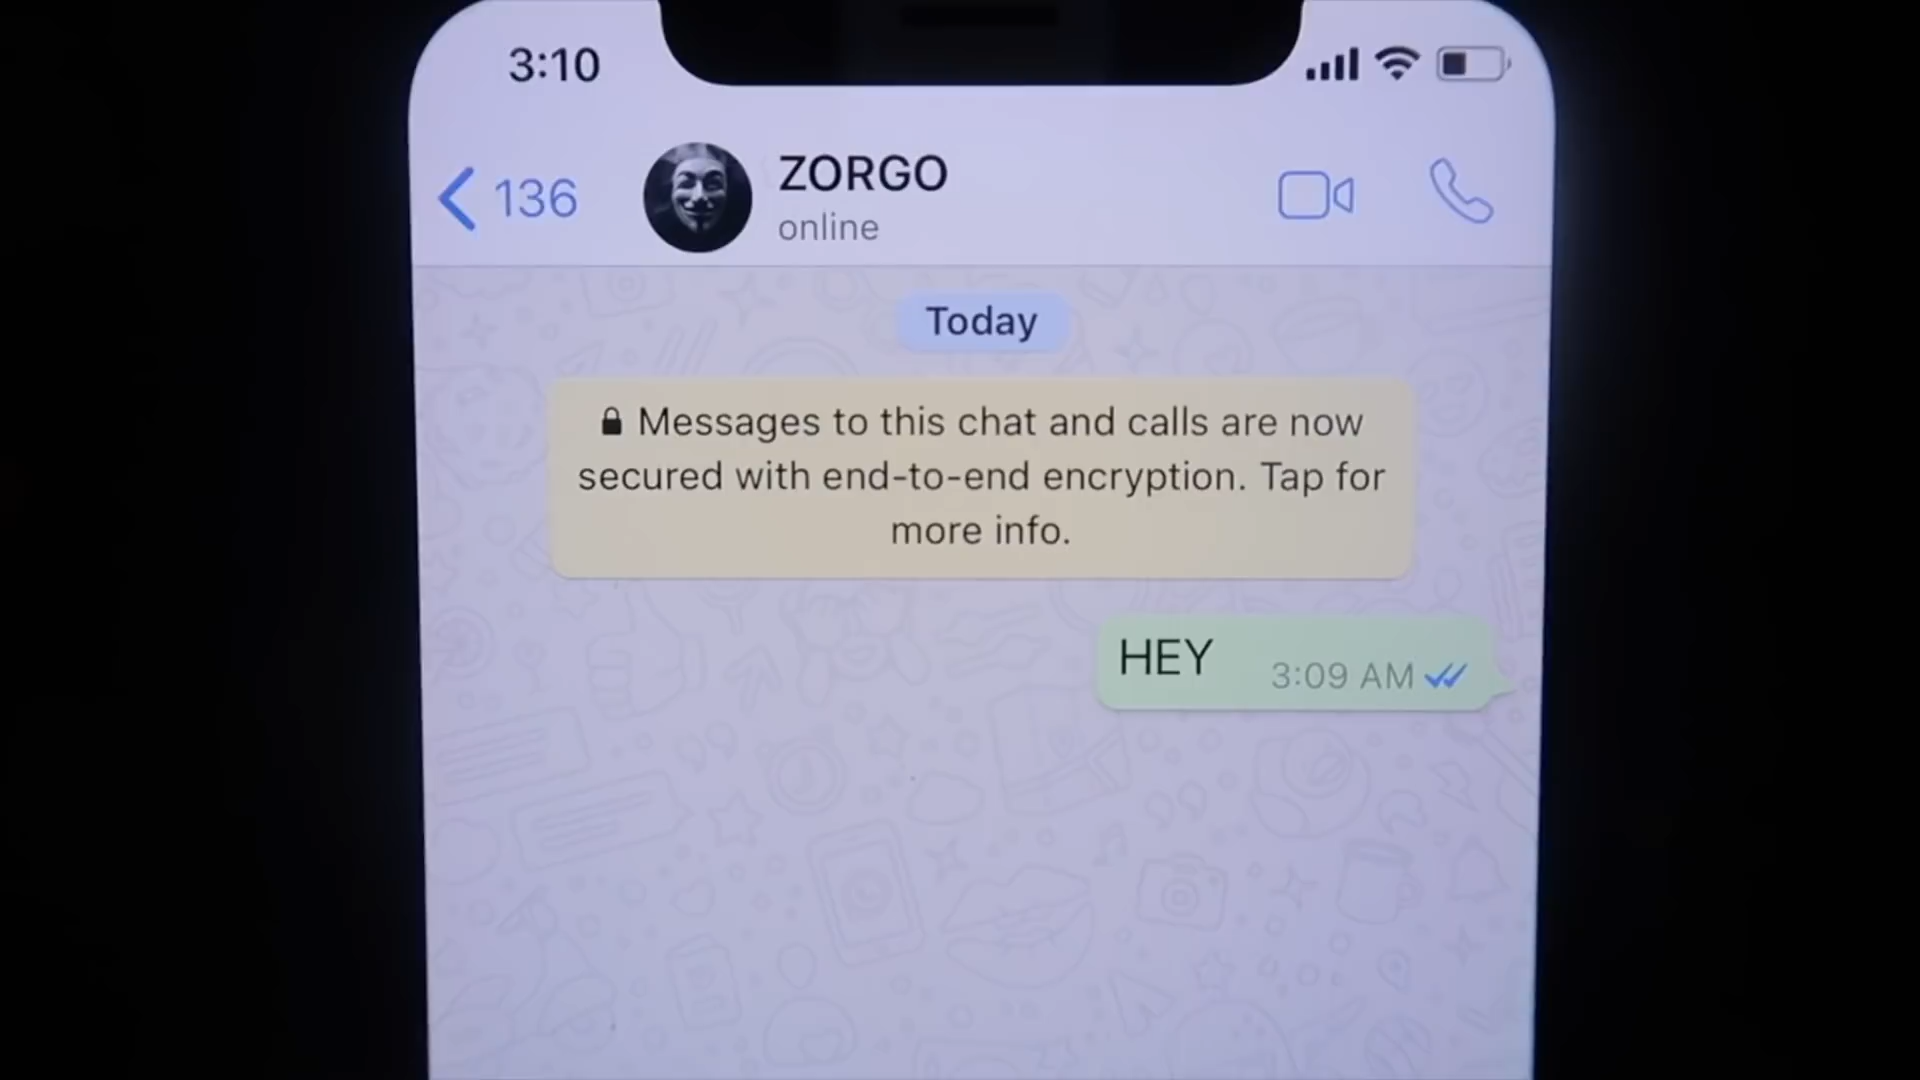 3:10
136
ZORGO
online
Today
Messages to this chat and calls are now
secured with end-to-end encryption. Tap for
more info.
HEY 3:09 AM